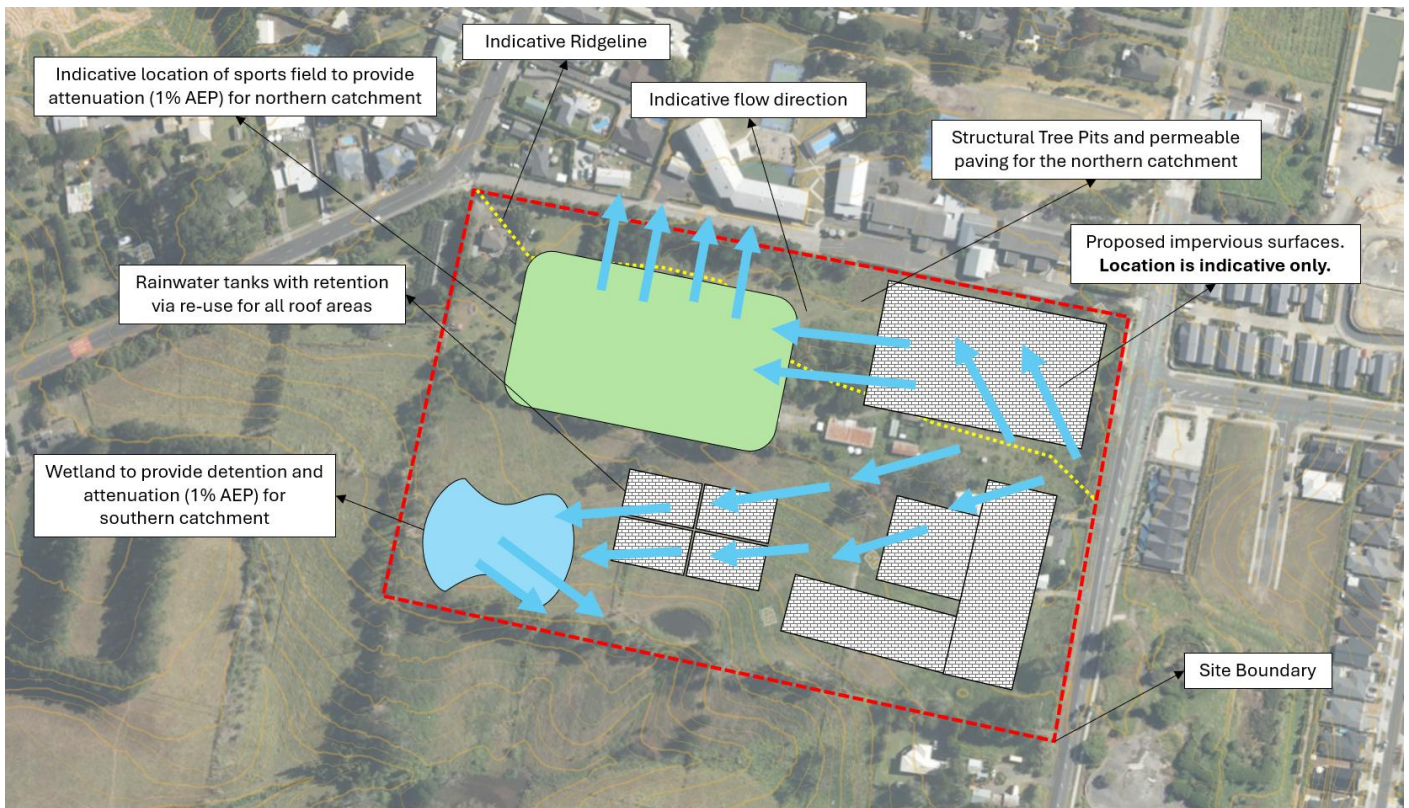 Indicative Ridgeline
Indicative location of sports field to provide
attenuation (1% AEP) for northern catchment
Indicative flow direction
Structural Tree Pits and permeable
paving for the northern catchment
Proposed impervious surfaces.
Location is indicative only.
Rainwater tanks with retention
via re-use for all roof areas
Wetland to provide detention and
attenuation (1% AEP) for
southern catchment
Site Boundary